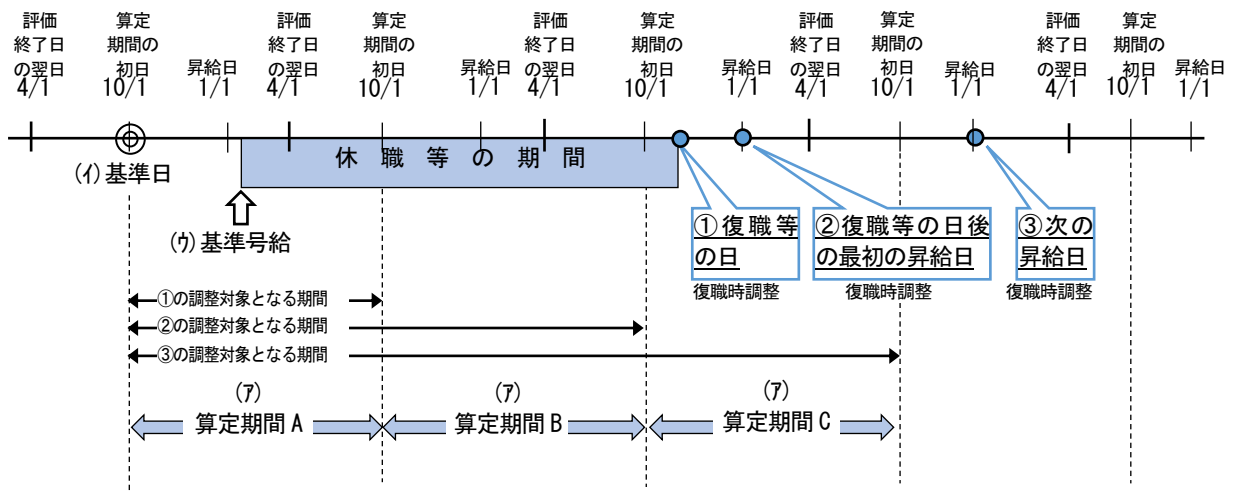 評価
終了日
の翌日
4/1
算定
期間の
初日
10/1
昇給日
1/1
評価
終了日
の翌日
4/1
算定
期間の
初日
10/1
昇給日
1/1
評価
終了日
の翌日
4/1
算定
期間の
初日
10/1
昇給日
1/1
評価
終了日
の翌日
4/1
算定
期間の
初日
10/1
昇給日
1/1
評価
終了日
の翌日
4/1
算定
期間の
初日
10/1
昇給日
1/1
休職等の期間
(ｲ)基準日
(ｳ)基準号給
①復職等
の日
復職時調整
②復職等の日後
の最初の昇給日
復職時調整
③次の
昇給日
復職時調整
①の調整対象となる期間
②の調整対象となる期間
③の調整対象となる期間
(ｱ)
算定期間 A
(ｱ)
算定期間 B
(ｱ)
算定期間 C